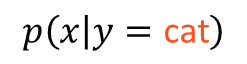 p(x|y = cat)